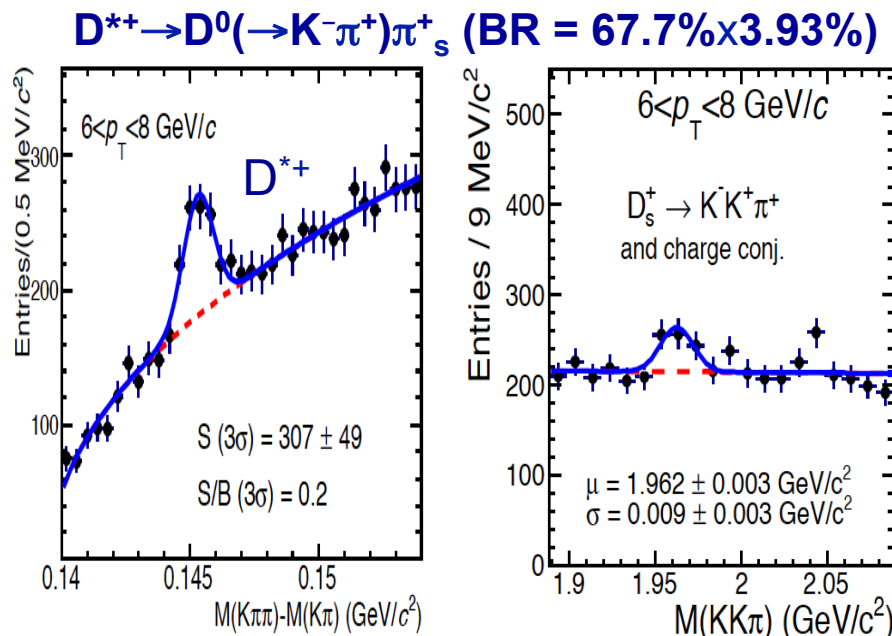 D*+→D0(→K-π+)π+s (BR = 67.7%x3.93%)
Entries/(0.5 MeV/c²)
6<pT<8 GeV/c
D*+
300
200
100
0
S (3σ) = 307 ± 49
S/B (3σ) = 0.2
0.14 0.145 0.15
M(Kππ)-M(Kπ) (GeV/c²)
Entries / 9 MeV/c²
6<pT<8 GeV/c
Ds+ → K-K+π+
and charge conj.
500
400
300
200
100
0
μ = 1.962 ± 0.003 GeV/c²
σ = 0.009 ± 0.003 GeV/c²
1.9 1.95 2 2.05
M(KKπ) (GeV/c²)